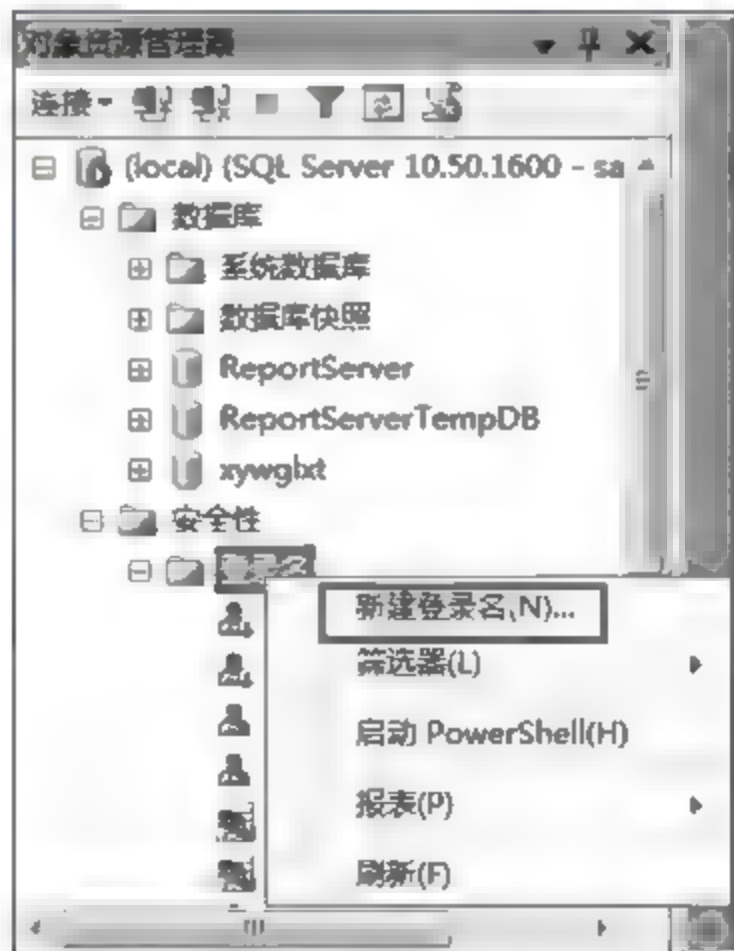 对象资源管理器
连接
(local) (SQL Server 10.50.1600 - sa
数据库
系统数据库
数据库快照
ReportServer
ReportServerTempDB
xywglxt
安全性
登录名
新建登录名(N)...
筛选器(L)
启动 PowerShell(H)
报表(P)
刷新(F)